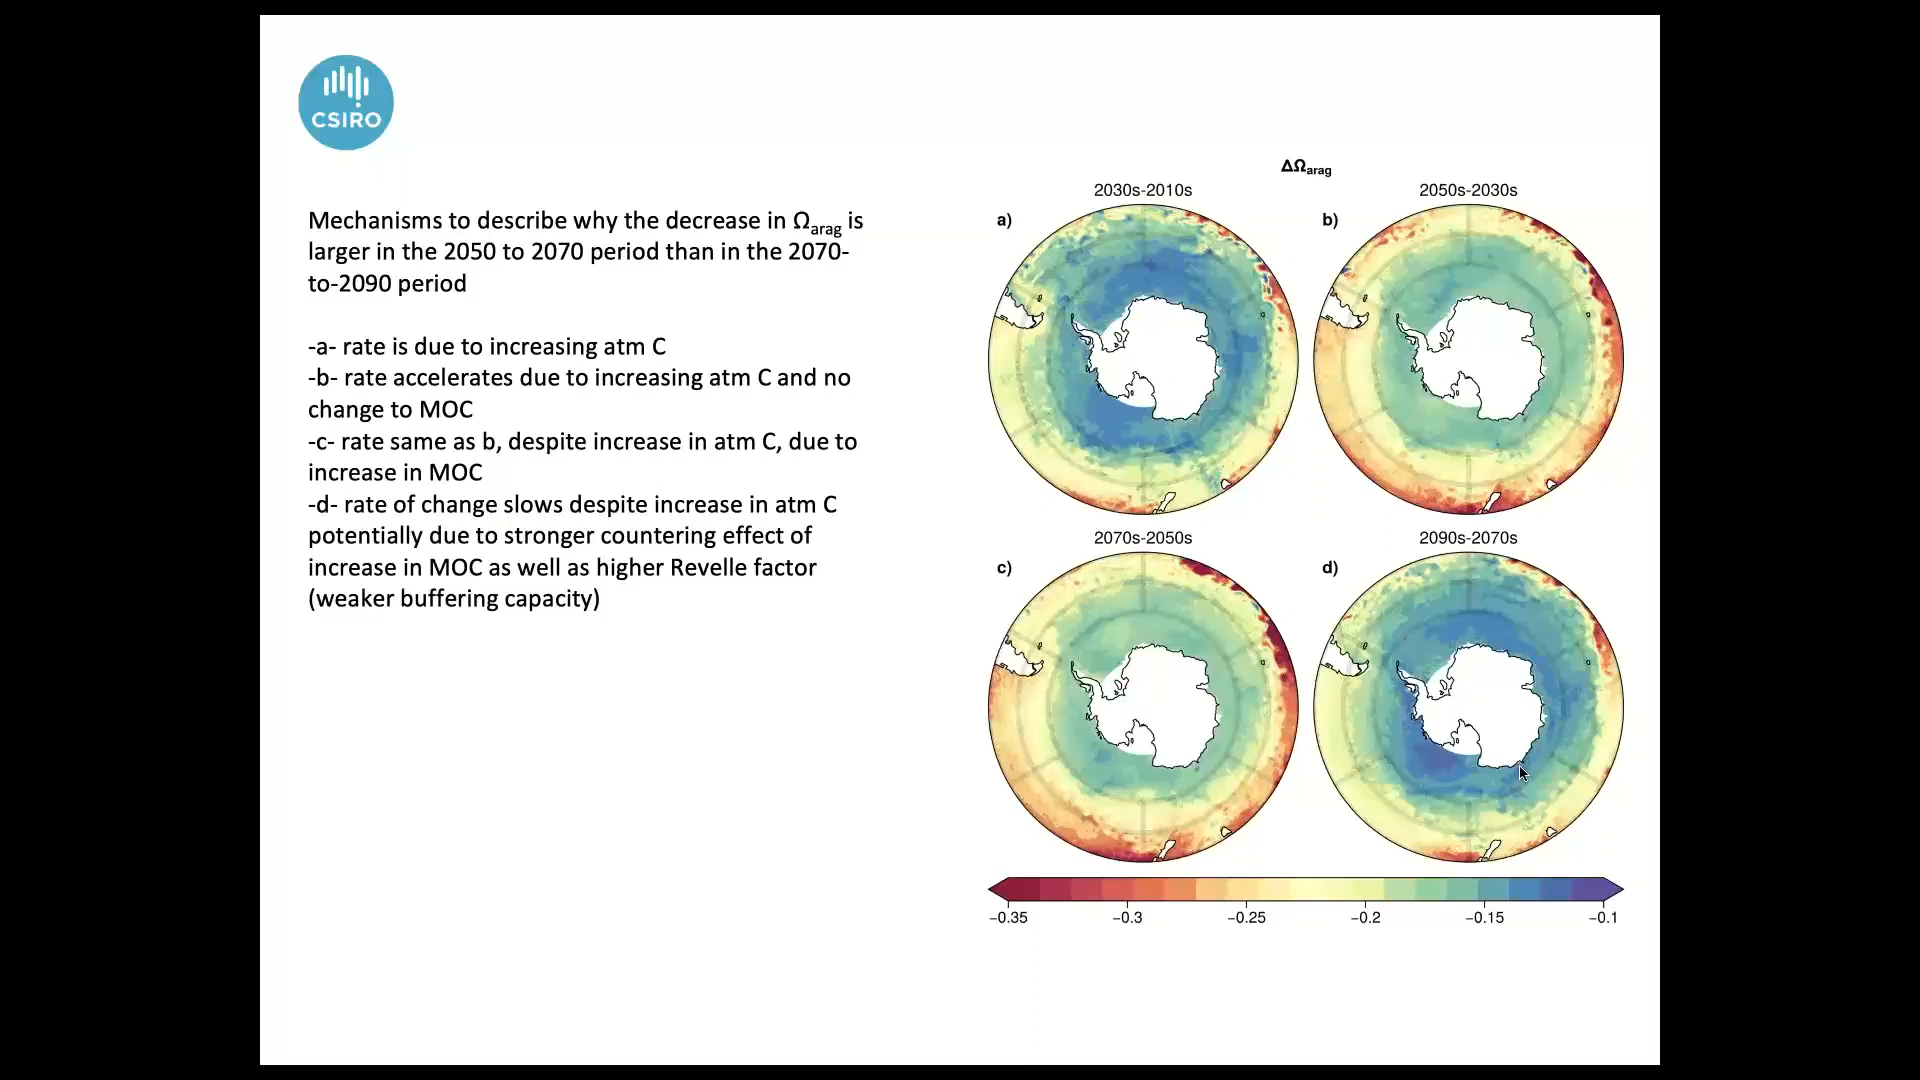 CSIRO
Mechanisms to describe why the decrease in Ωarag is
larger in the 2050 to 2070 period than in the 2070-
to-2090 period
-a- rate is due to increasing atm C
-b- rate accelerates due to increasing atm C and no
change to MOC
-c- rate same as b, despite increase in atm C, due to
increase in MOC
-d- rate of change slows despite increase in atm C
potentially due to stronger countering effect of
increase in MOC as well as higher Revelle factor
(weaker buffering capacity)
ΔΩarag
2030s-2010s
2050s-2030s
a)
b)
2070s-2050s
2090s-2070s
c)
d)
−0.35 −0.3 −0.25 −0.2 −0.15 −0.1